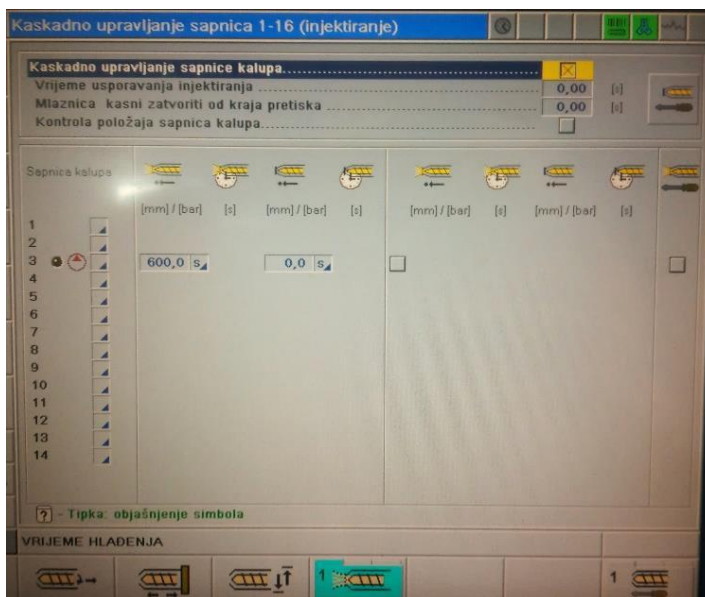 Kaskadno upravljanje sapnica 1-16 (injektiranje)
Kaskadno upravljanje sapnice kalupa
Vrijeme usporavanja injektiranja 0,00 [s]
Mlaznica kasni zatvoriti od kraja pretiska 0,00 [s]
Kontrola položaja sapnica kalupa
Sapnica kalupa
[mm] / [bar] [s] [mm] / [bar] [s] [mm] / [bar] [s] [mm] / [bar] [s]
1
2
3 600,0 s 0,0 s
4
5
6
7
8
9
10
11
12
13
14
? - Tipka: objašnjenje simbola
VRIJEME HLAĐENJA
1 1